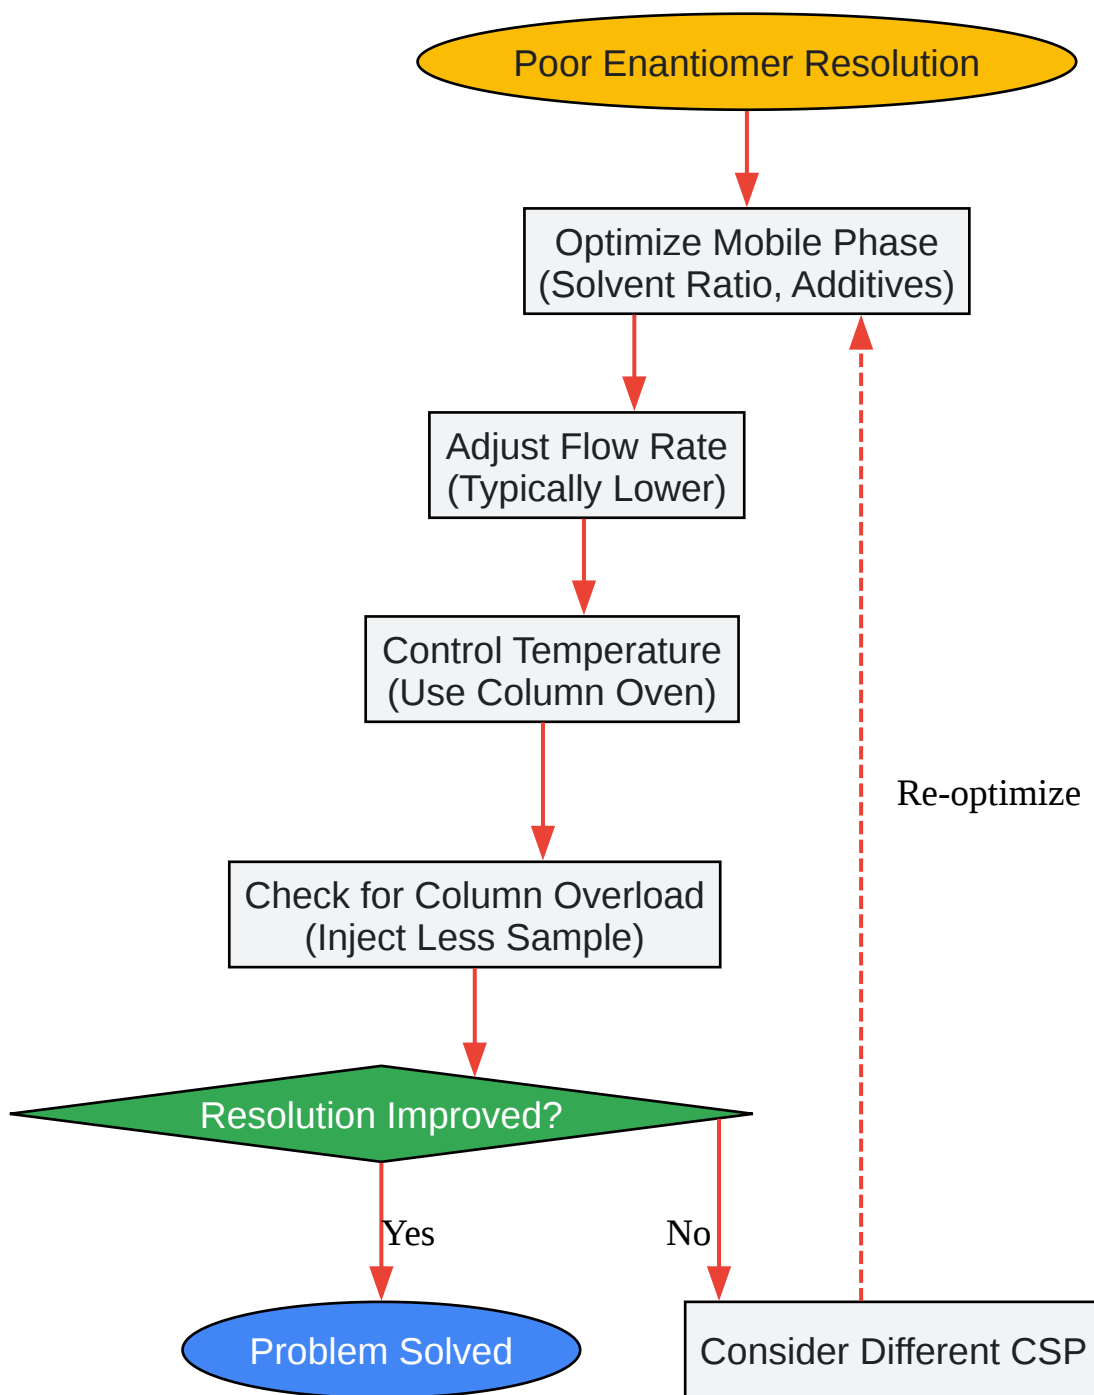 Poor Enantiomer Resolution
Optimize Mobile Phase
(Solvent Ratio, Additives)
Adjust Flow Rate
(Typically Lower)
Control Temperature
(Use Column Oven)
Re-optimize
Check for Column Overload
(Inject Less Sample)
Resolution Improved?
Yes
No
Problem Solved
Consider Different CSP